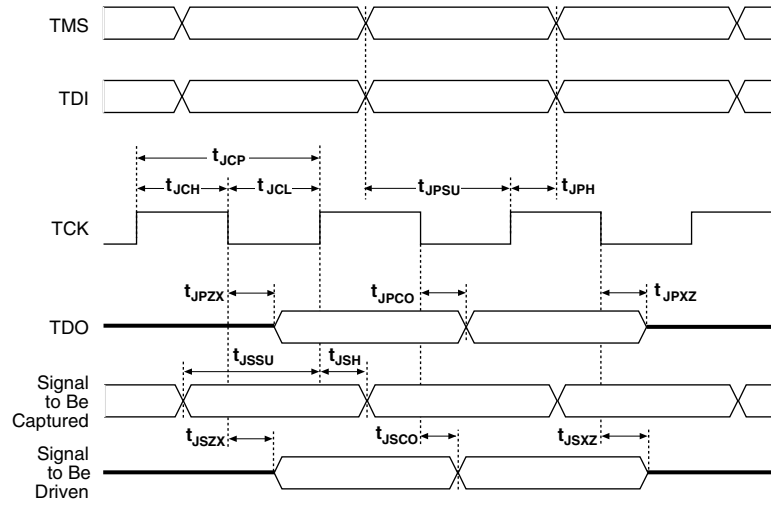 TMS
TDI
tJCP
tJCH
tJCL
tJPSU
tJPH
TCK
tJPZX
tJPCO
tJPXZ
TDO
tJSSU
tJSH
Signal
to Be
Captured
tJSZX
tJSCO
tJSXZ
Signal
to Be
Driven